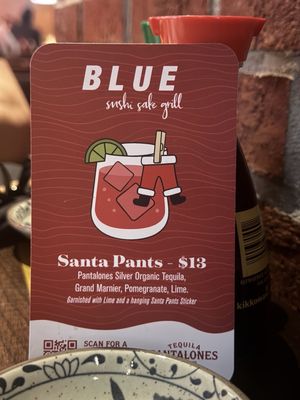 BLUE
sushi sake grill
Santa Pants - $13
Pantalones Silver Organic Tequila,
Grand Marnier, Pomegranate, Lime.
Garnished with Lime and a hanging Santa Pants Sticker
SCAN FOR A
TEQUILA
PANTALONES